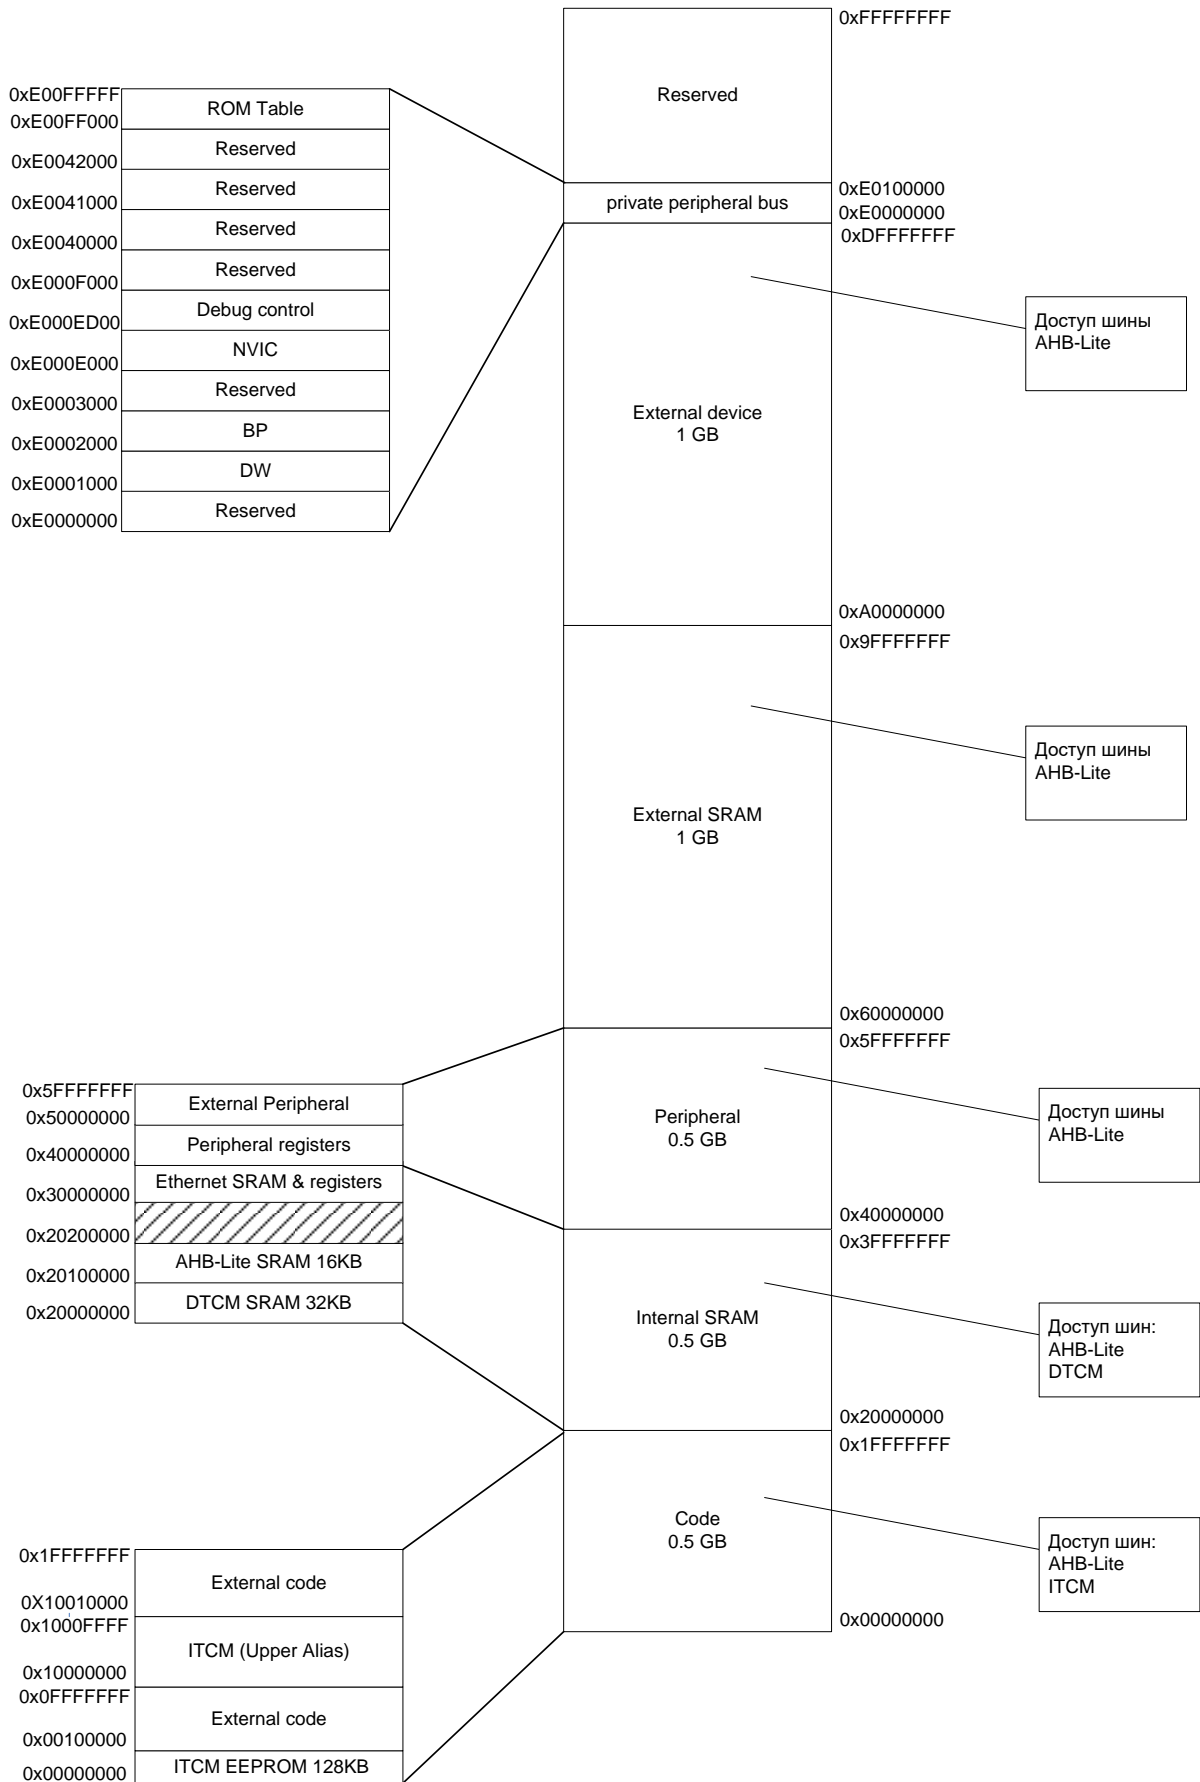 0xFFFFFFFF
Reserved
0xE0100000
private peripheral bus
0xE0000000
0xDFFFFFFF
0xE00FFFFF
ROM Table
0xE00FF000
Reserved
0xE0042000
Reserved
0xE0041000
Reserved
0xE0040000
Reserved
0xE000F000
Debug control
0xE000ED00
NVIC
0xE000E000
Reserved
0xE0003000
BP
0xE0002000
DW
0xE0001000
Reserved
0xE0000000
External device
1 GB
Доступ шины
AHB-Lite
0xA0000000
0x9FFFFFFF
External SRAM
1 GB
Доступ шины
AHB-Lite
0x60000000
0x5FFFFFFF
Peripheral
0.5 GB
Доступ шины
AHB-Lite
0x40000000
0x3FFFFFFF
0x5FFFFFFF
External Peripheral
0x50000000
Peripheral registers
0x40000000
Ethernet SRAM & registers
0x30000000
0x20200000
AHB-Lite SRAM 16KB
0x20100000
DTCM SRAM 32KB
0x20000000
Internal SRAM
0.5 GB
Доступ шин:
AHB-Lite
DTCM
0x20000000
0x1FFFFFFF
Code
0.5 GB
Доступ шин:
AHB-Lite
ITCM
0x00000000
0x1FFFFFFF
External code
0X10010000
0x1000FFFF
ITCM (Upper Alias)
0x10000000
0x0FFFFFFF
External code
0x00100000
ITCM EEPROM 128KB
0x00000000